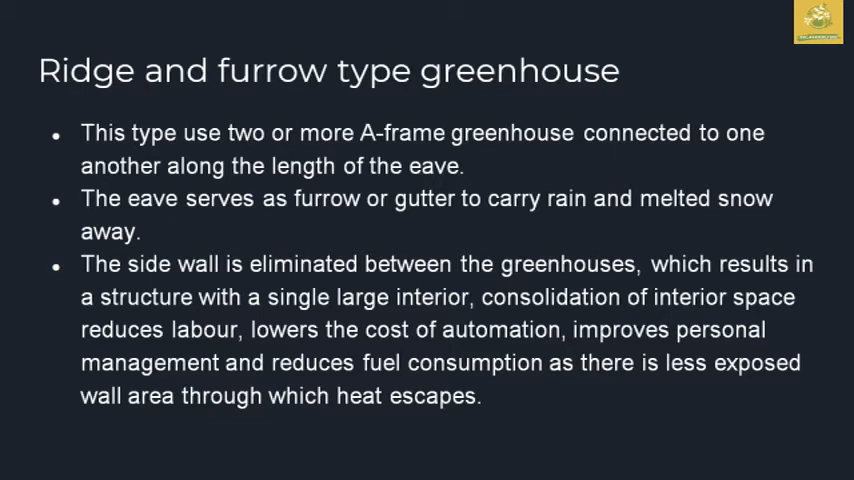 Ridge and furrow type greenhouse
• This type use two or more A-frame greenhouse connected to one
another along the length of the eave.
• The eave serves as furrow or gutter to carry rain and melted snow
away.
• The side wall is eliminated between the greenhouses, which results in
a structure with a single large interior, consolidation of interior space
reduces labour, lowers the cost of automation, improves personal
management and reduces fuel consumption as there is less exposed
wall area through which heat escapes.